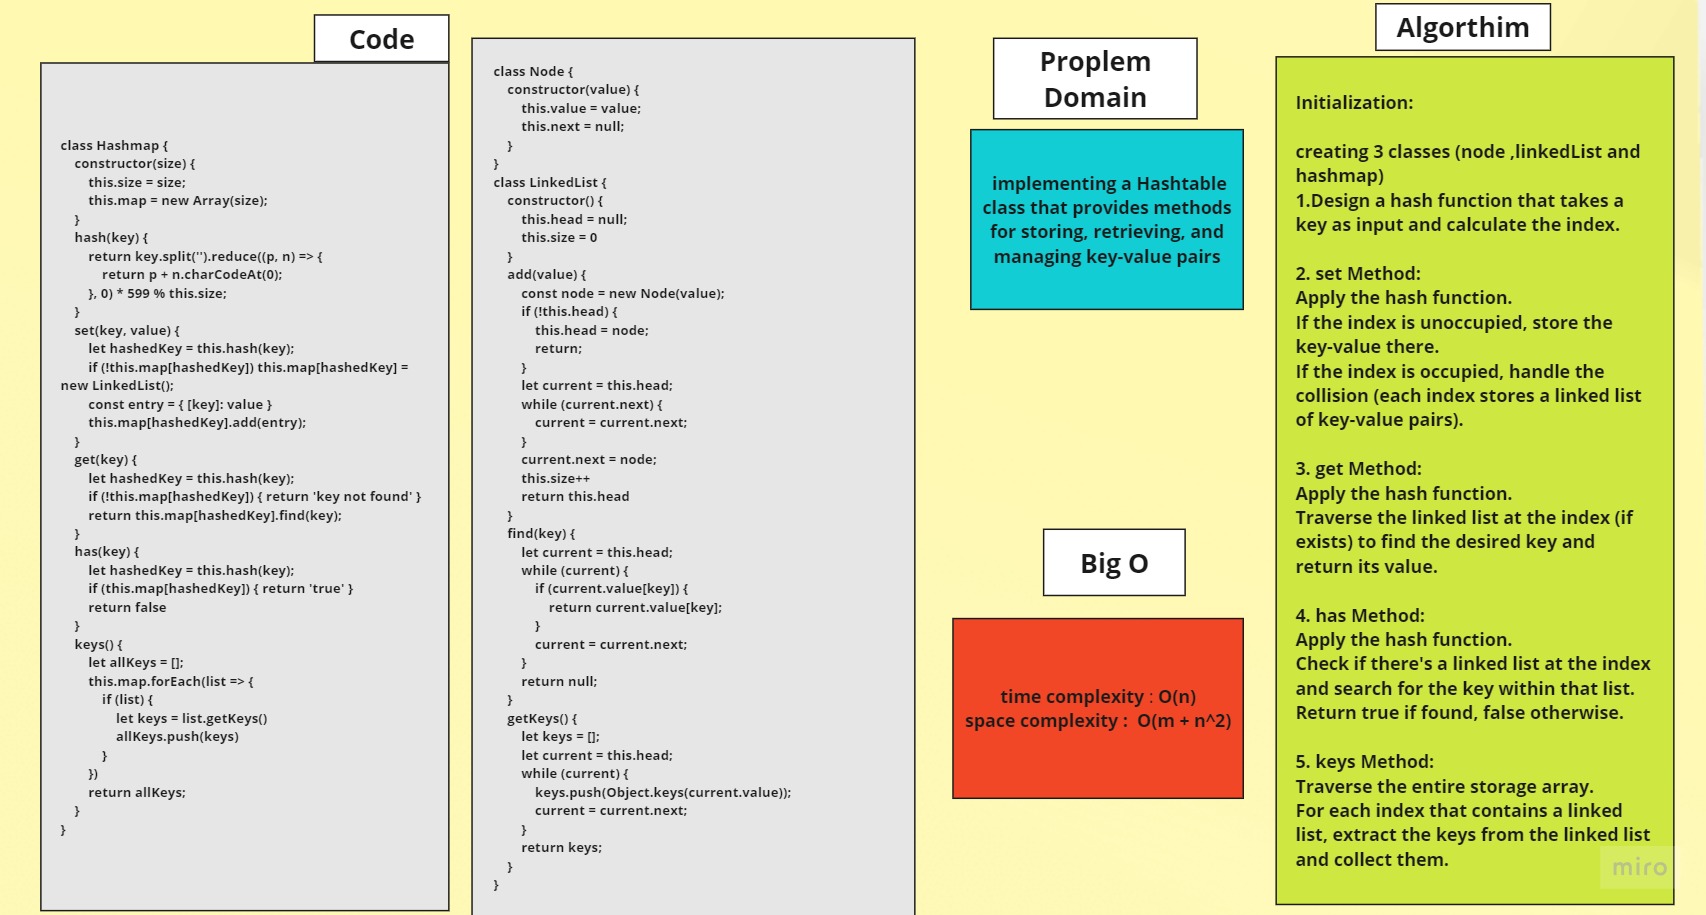 Code
class Hashmap {
constructor(size) {
this.size = size;
this.map = new Array(size);
}
hash(key) {
return key.split('').reduce((p, n) => {
return p + n.charCodeAt(0);
}, 0) * 599 % this.size;
}
set(key, value) {
let hashedKey = this.hash(key);
if (!this.map[hashedKey]) this.map[hashedKey] =
new LinkedList();
const entry = { [key]: value }
this.map[hashedKey].add(entry);
}
get(key) {
let hashedKey = this.hash(key);
if (!this.map[hashedKey]) { return 'key not found' }
return this.map[hashedKey].find(key);
}
has(key) {
let hashedKey = this.hash(key);
if (this.map[hashedKey]) { return 'true' }
return false
}
keys() {
let allKeys = [];
this.map.forEach(list => {
if (list) {
let keys = list.getKeys()
allKeys.push(keys)
}
})
return allKeys;
}
}
class Node {
constructor(value) {
this.value = value;
this.next = null;
}
}
class LinkedList {
constructor() {
this.head = null;
this.size = 0
}
add(value) {
const node = new Node(value);
if (!this.head) {
this.head = node;
return;
}
let current = this.head;
while (current.next) {
current = current.next;
}
current.next = node;
this.size++
return this.head
}
find(key) {
let current = this.head;
while (current) {
if (current.value[key]) {
return current.value[key];
}
current = current.next;
}
return null;
}
getKeys() {
let keys = [];
let current = this.head;
while (current) {
keys.push(Object.keys(current.value));
current = current.next;
}
return keys;
}
}
Proplem
Domain
implementing a Hashtable
class that provides methods
for storing, retrieving, and
managing key-value pairs
Big O
time complexity : O(n)
space complexity :  O(m + n^2)
Algorthim
Initialization:
creating 3 classes (node ,linkedList and
hashmap)
1.Design a hash function that takes a
key as input and calculate the index.
2. set Method:
Apply the hash function.
If the index is unoccupied, store the
key-value there.
If the index is occupied, handle the
collision (each index stores a linked list
of key-value pairs).
3. get Method:
Apply the hash function.
Traverse the linked list at the index (if
exists) to find the desired key and
return its value.
4. has Method:
Apply the hash function.
Check if there's a linked list at the index
and search for the key within that list.
Return true if found, false otherwise.
5. keys Method:
Traverse the entire storage array.
For each index that contains a linked
list, extract the keys from the linked list
and collect them.
miro